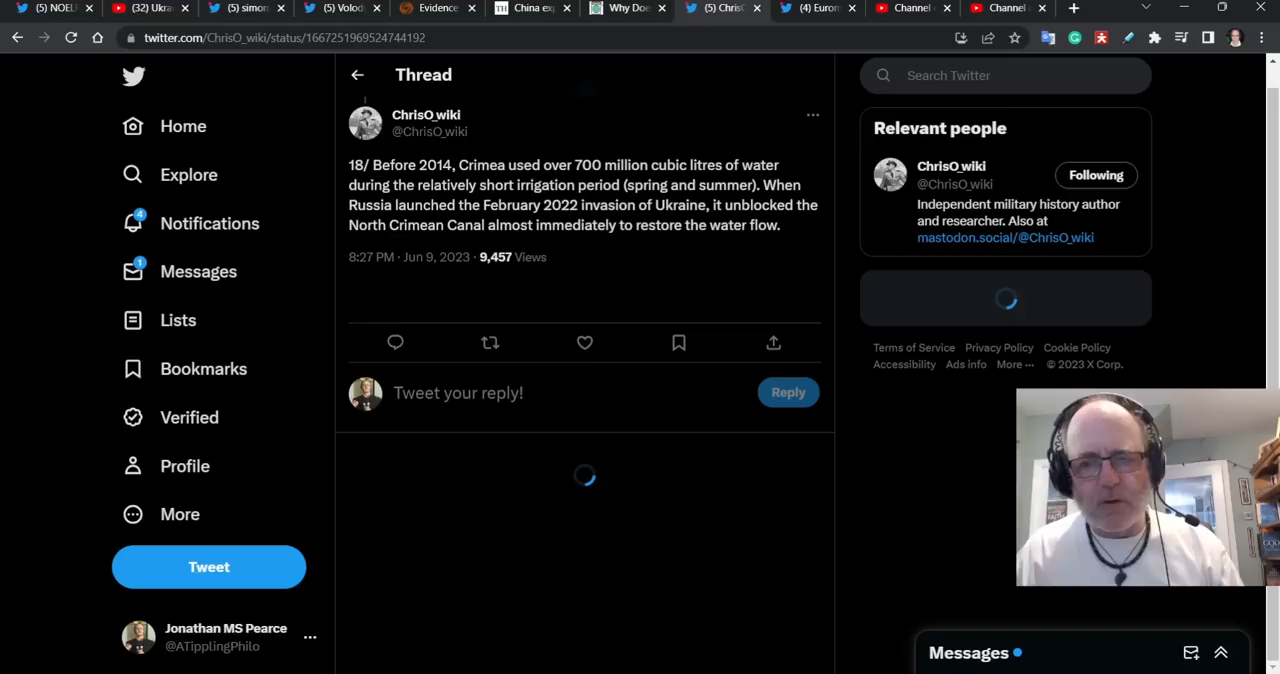 (5) NOEL
(32) Ukra
(5) simon
(5) Volod
Evidence
TH
China ex
Why Doe
(5) Chris
(4) Euro
Channel
Channel
twitter.com/ChrisO_wiki/status/1667251969524744192
Thread
Search Twitter
ChrisO_wiki
@ChrisO_wiki
18/ Before 2014, Crimea used over 700 million cubic litres of water
during the relatively short irrigation period (spring and summer). When
Russia launched the February 2022 invasion of Ukraine, it unblocked the
North Crimean Canal almost immediately to restore the water flow.
8:27 PM · Jun 9, 2023 · 9,457 Views
Tweet your reply!
Reply
Home
Explore
4
Notifications
1
Messages
Lists
Bookmarks
Verified
Profile
More
Tweet
Jonathan MS Pearce
@ATipplingPhilo
Relevant people
ChrisO_wiki
@ChrisO_wiki
Following
Independent military history author
and researcher. Also at
mastodon.social/@ChrisO_wiki
Terms of Service Privacy Policy Cookie Policy
Accessibility Ads info More ··· © 2023 X Corp.
Messages